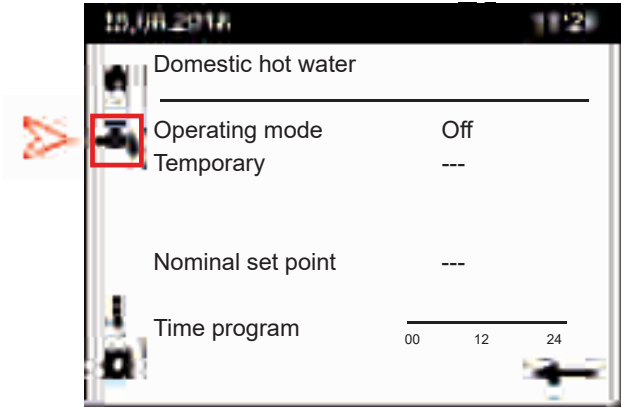 Domestic hot water
Operating mode Off
Temporary ---
Nominal set point ---
Time program
00 12 24